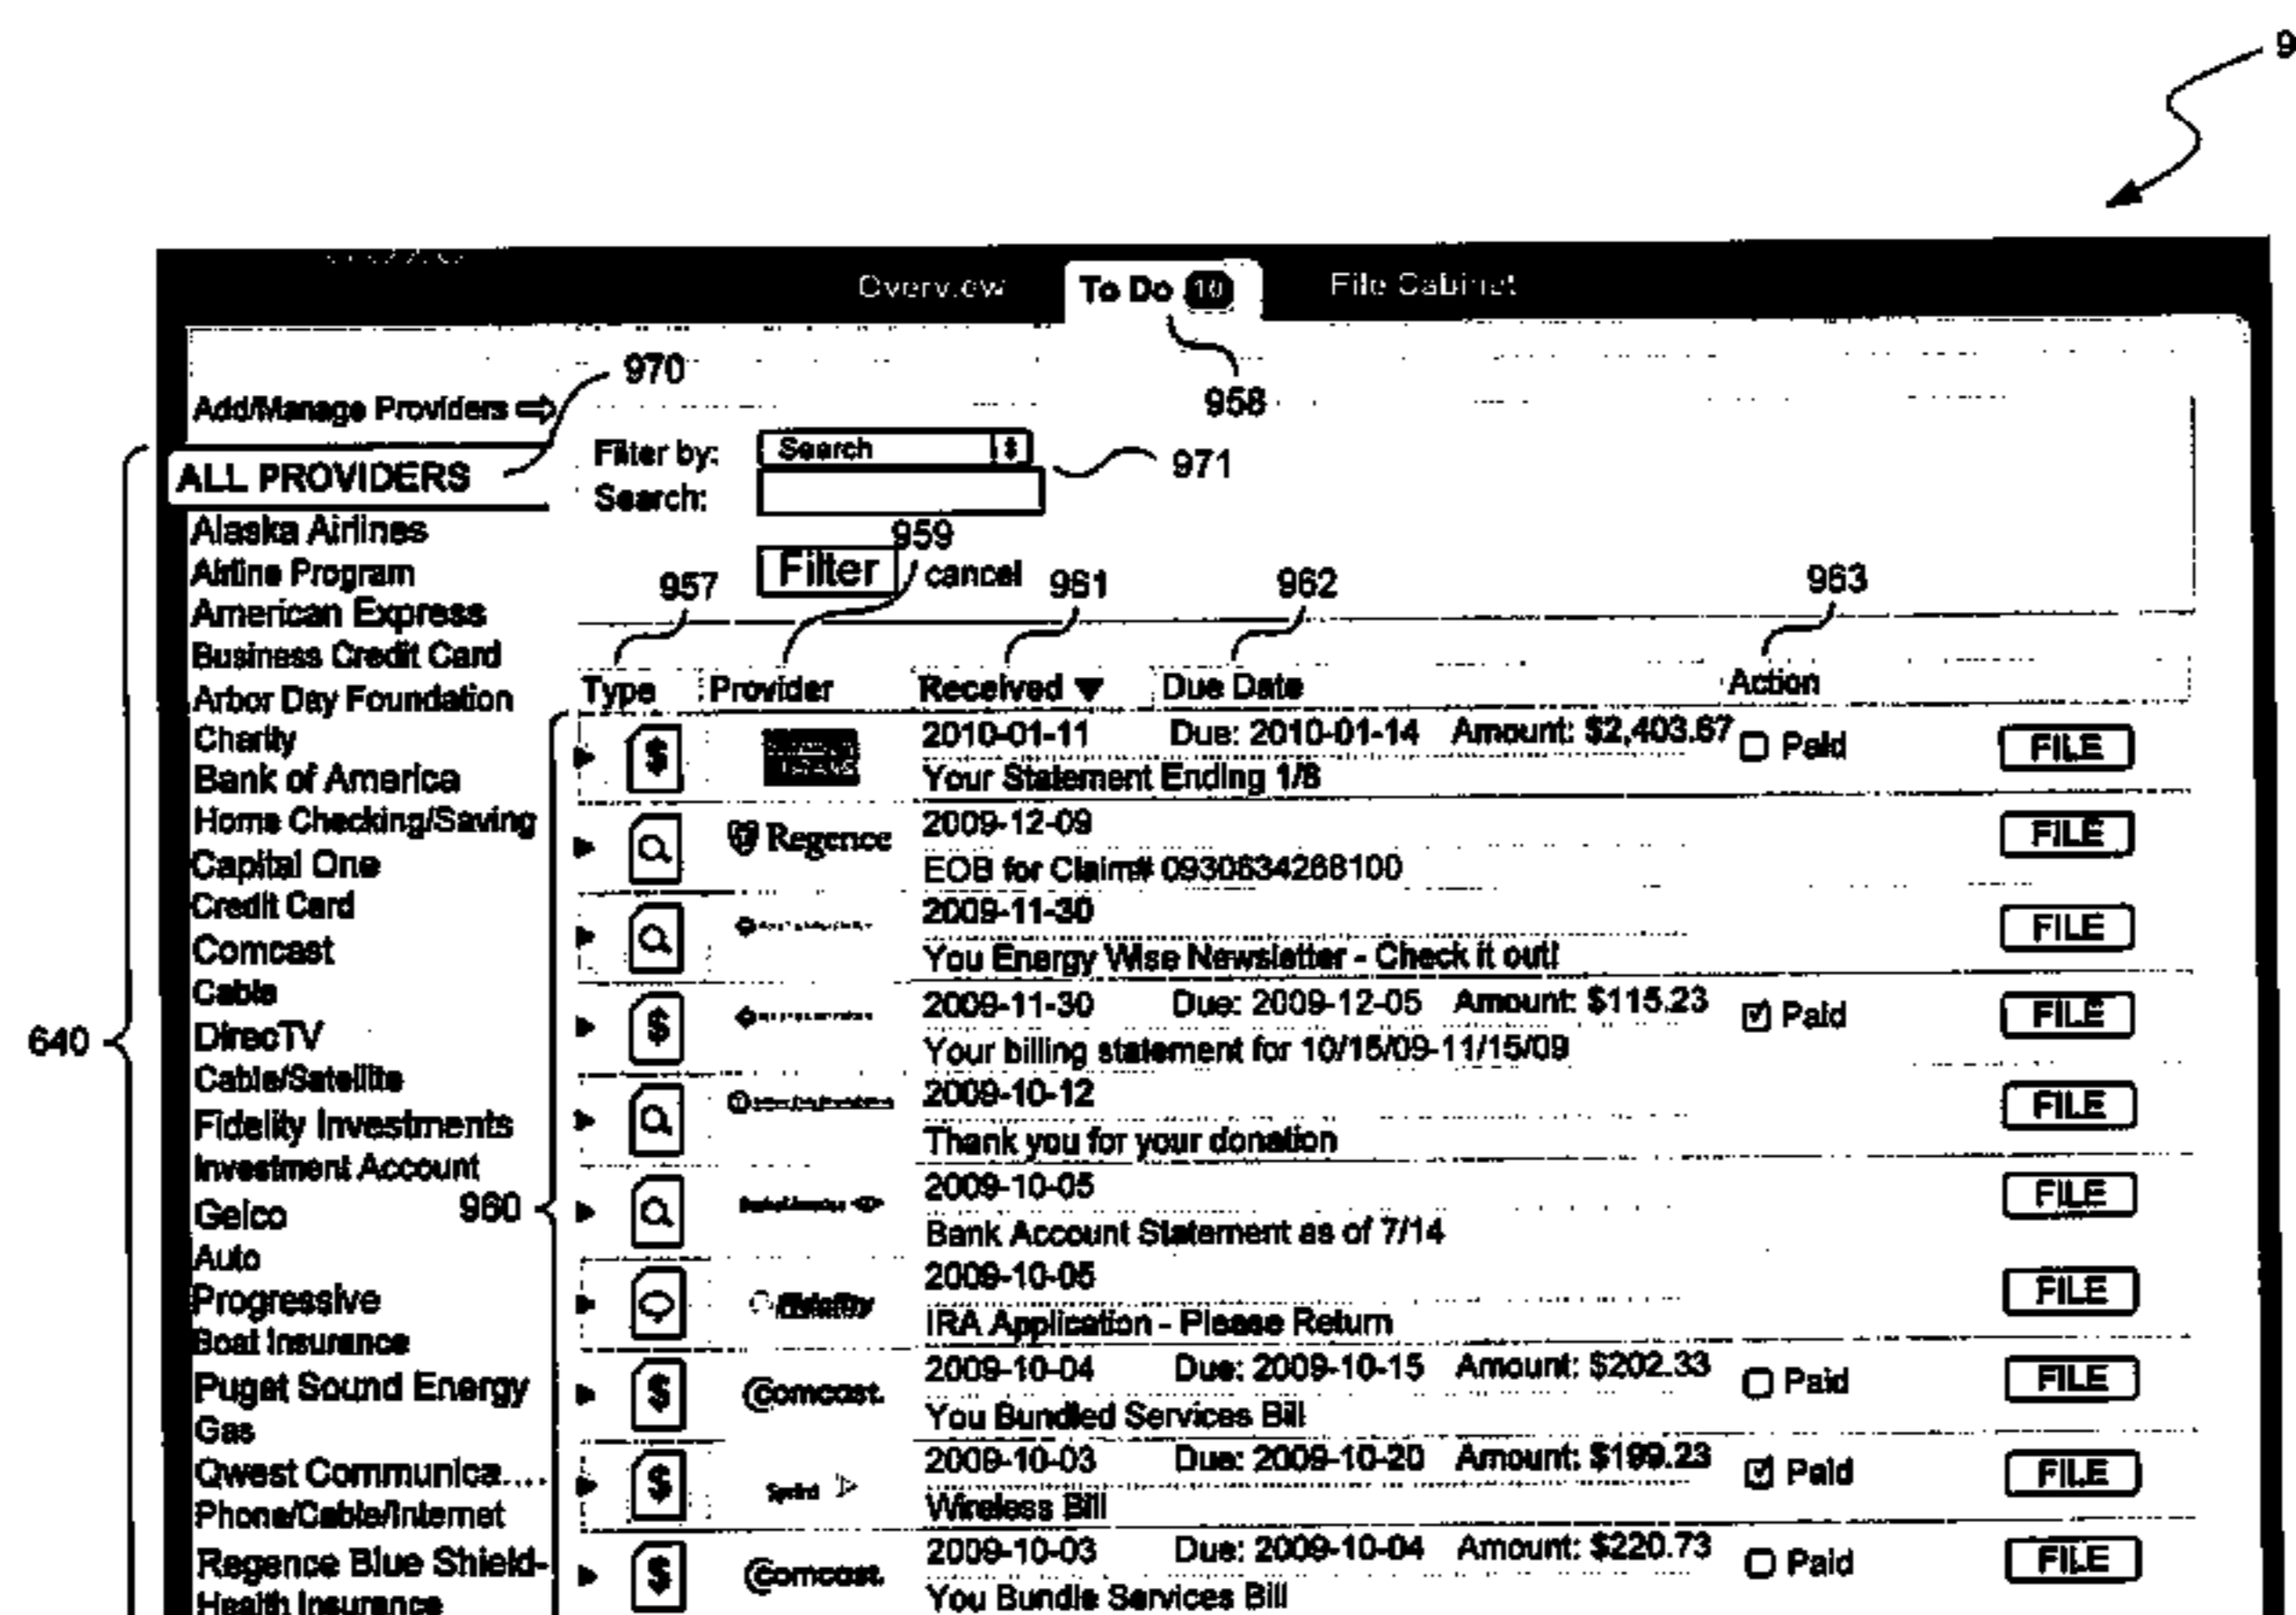 9
Overview To Do 10 File Cabinet
970
958
Add/Manage Providers
Filter by: Search
971
ALL PROVIDERS
Search:
Alaska Airlines
959
Airline Program
Filter cancel
957 961 962 963
American Express
Business Credit Card
Type Provider Received ▼ Due Date Action
Arbor Day Foundation
Charity
$ 2010-01-11 Due: 2010-01-14 Amount: $2,403.67 Paid FILE
Bank of America
Your Statement Ending 1/8
Home Checking/Saving
Regence 2009-12-09 FILE
Capital One
EOB for Claim# 0930634268100
Credit Card
2009-11-30 FILE
Comcast
You Energy Wise Newsletter - Check it out!
Cable
$ 2009-11-30 Due: 2009-12-05 Amount: $115.23 Paid FILE
640
DirecTV
Your billing statement for 10/15/09-11/15/09
Cable/Satellite
2009-10-12 FILE
Fidelity Investments
Thank you for your donation
Investment Account
2009-10-05 FILE
960
Geico
Bank Account Statement as of 7/14
Auto
Fidelity 2009-10-05 FILE
Progressive
IRA Application - Please Return
Boat Insurance
Comcast. 2009-10-04 Due: 2009-10-15 Amount: $202.33 Paid FILE
Puget Sound Energy
You Bundled Services Bill
Gas
Sprint 2009-10-03 Due: 2009-10-20 Amount: $199.23 Paid FILE
$
Qwest Communica....
Wireless Bill
Phone/Cable/Internet
$ Comcast. 2009-10-03 Due: 2009-10-04 Amount: $220.73 Paid FILE
Regence Blue Shield-
You Bundle Services Bill
Health Insurance